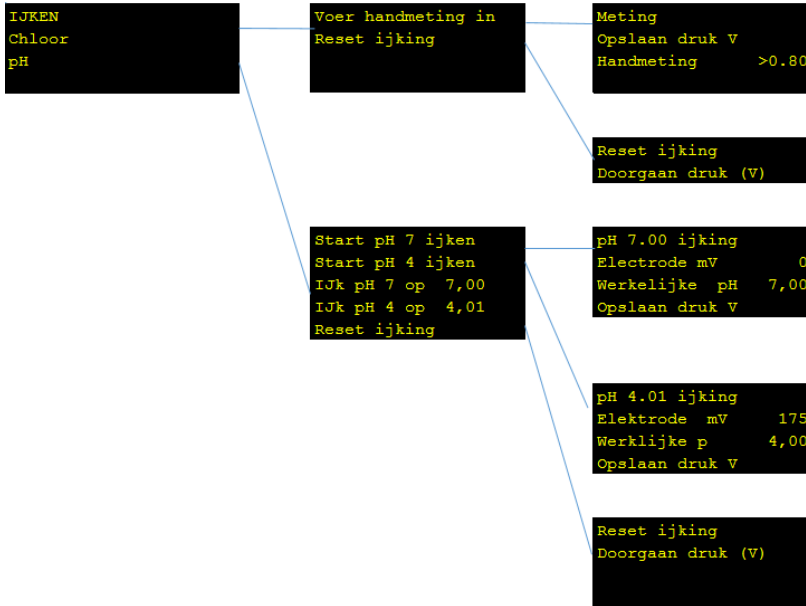 IJKEN
Chloor
pH
Voer handmeting in
Reset ijking
Meting
Opslaan druk V
Handmeting >0.80
Reset ijking
Doorgaan druk (V)
Start pH 7 ijken
Start pH 4 ijken
IJk pH 7 op 7,00
IJk pH 4 op 4,01
Reset ijking
pH 7.00 ijking
Electrode mV 0
Werkelijke pH 7,00
Opslaan druk V
pH 4.01 ijking
Elektrode mV 175
Werklijke p 4,00
Opslaan druk V
Reset ijking
Doorgaan druk (V)